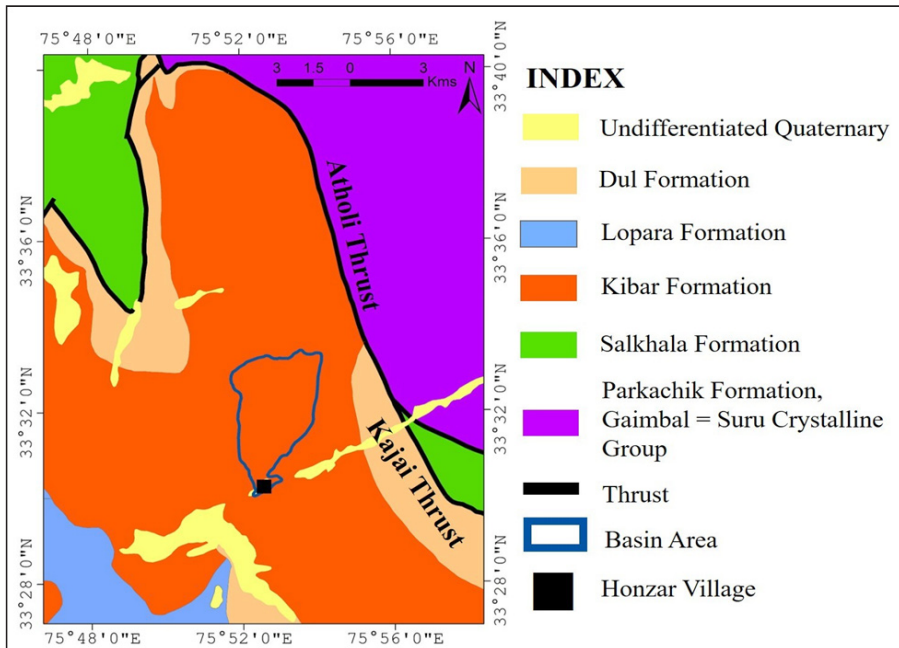 75°48'0"E 75°52'0"E 75°56'0"E
33°40'0"N
3 1.5 0 3
Kms
N
Atholi Thrust
33°36'0"N 33°36'0"N
33°32'0"N 33°32'0"N
Kajai Thrust
33°28'0"N 33°28'0"N
75°48'0"E 75°52'0"E 75°56'0"E
INDEX
Undifferentiated Quaternary
Dul Formation
Lopara Formation
Kibar Formation
Salkhala Formation
Parkachik Formation,
Gaimbal = Suru Crystalline
Group
Thrust
Basin Area
Honzar Village